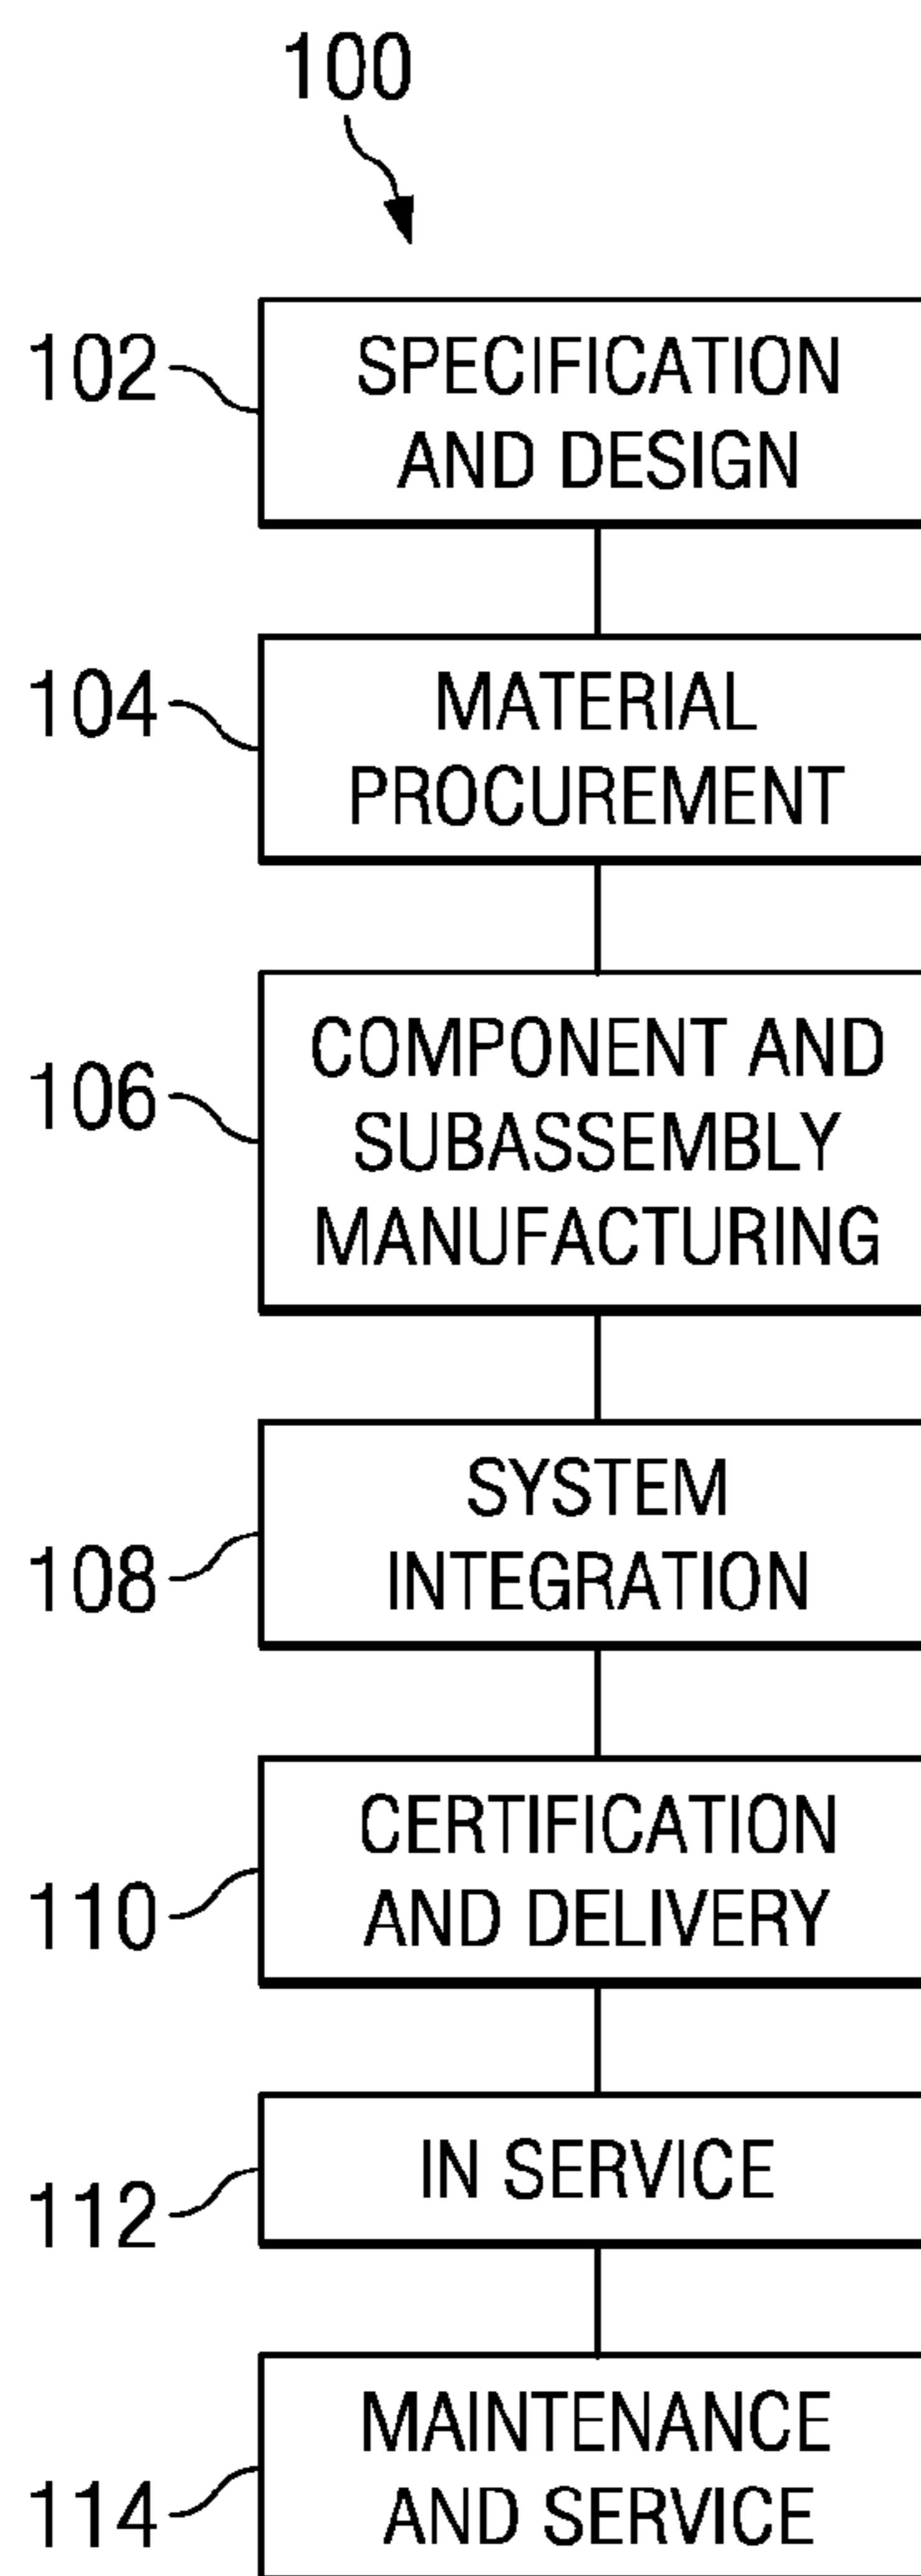 100
102
SPECIFICATION
AND DESIGN
104
MATERIAL
PROCUREMENT
106
COMPONENT AND
SUBASSEMBLY
MANUFACTURING
108
SYSTEM
INTEGRATION
110
CERTIFICATION
AND DELIVERY
112
IN SERVICE
114
MAINTENANCE
AND SERVICE